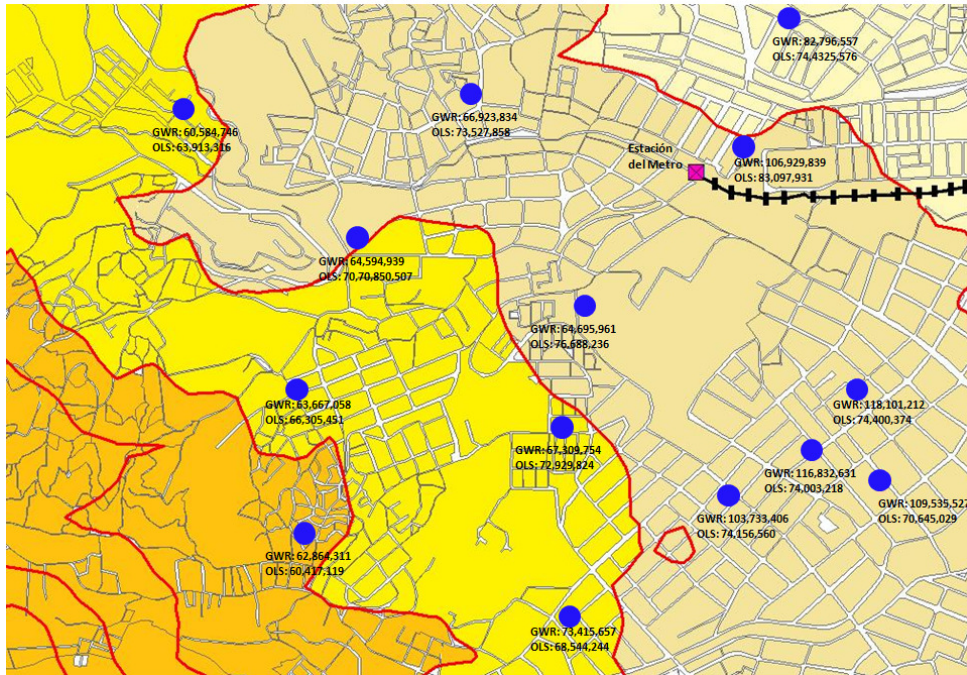 GWR: 82,796,557
OLS: 74,4325,576
GWR: 60,584,746
OLS: 63,913,316
GWR: 66,923,834
OLS: 73,527,858
Estación
del Metro
GWR: 106,929,839
OLS: 83,097,931
GWR: 64,594,939
OLS: 70,70,850,507
GWR: 64,695,961
OLS: 76,688,236
GWR: 63,667,058
OLS: 66,305,451
GWR: 118,101,212
OLS: 74,400,374
GWR: 67,309,754
OLS: 72,929,824
GWR: 116,832,631
OLS: 74,003,218
GWR: 109,535,527
OLS: 70,645,029
GWR: 103,733,406
OLS: 74,156,560
GWR: 62,864,311
OLS: 60,417,119
GWR: 73,415,657
OLS: 68,544,244